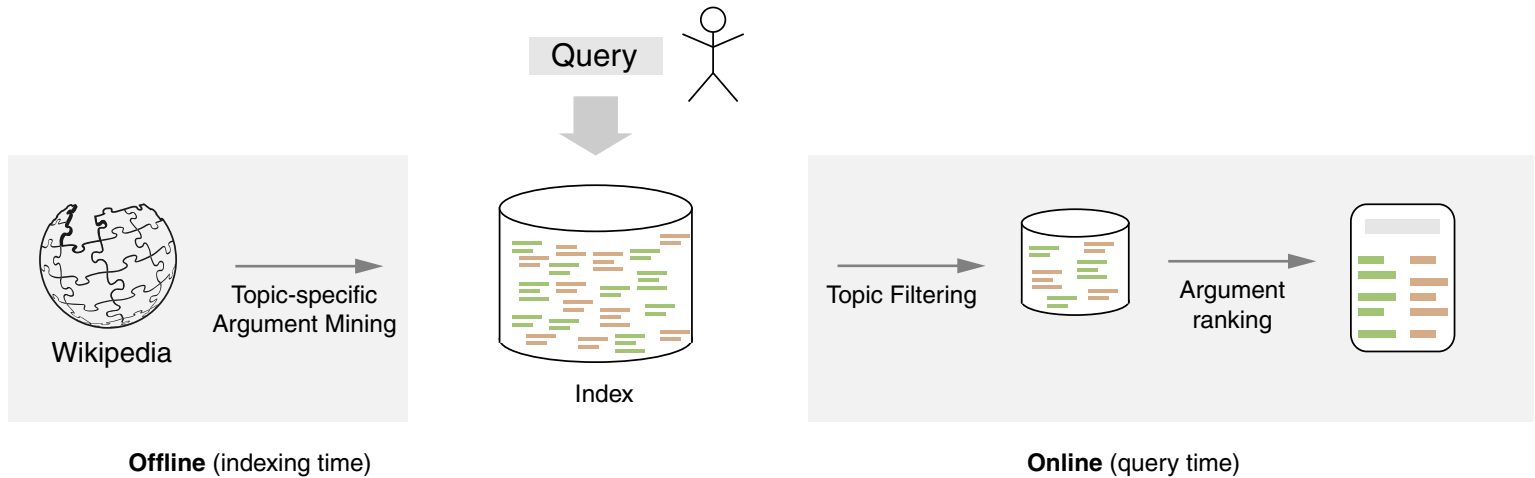 Query
Wikipedia
Topic-specific
Argument Mining
Index
Topic Filtering
Argument
ranking
Offline (indexing time)
Online (query time)